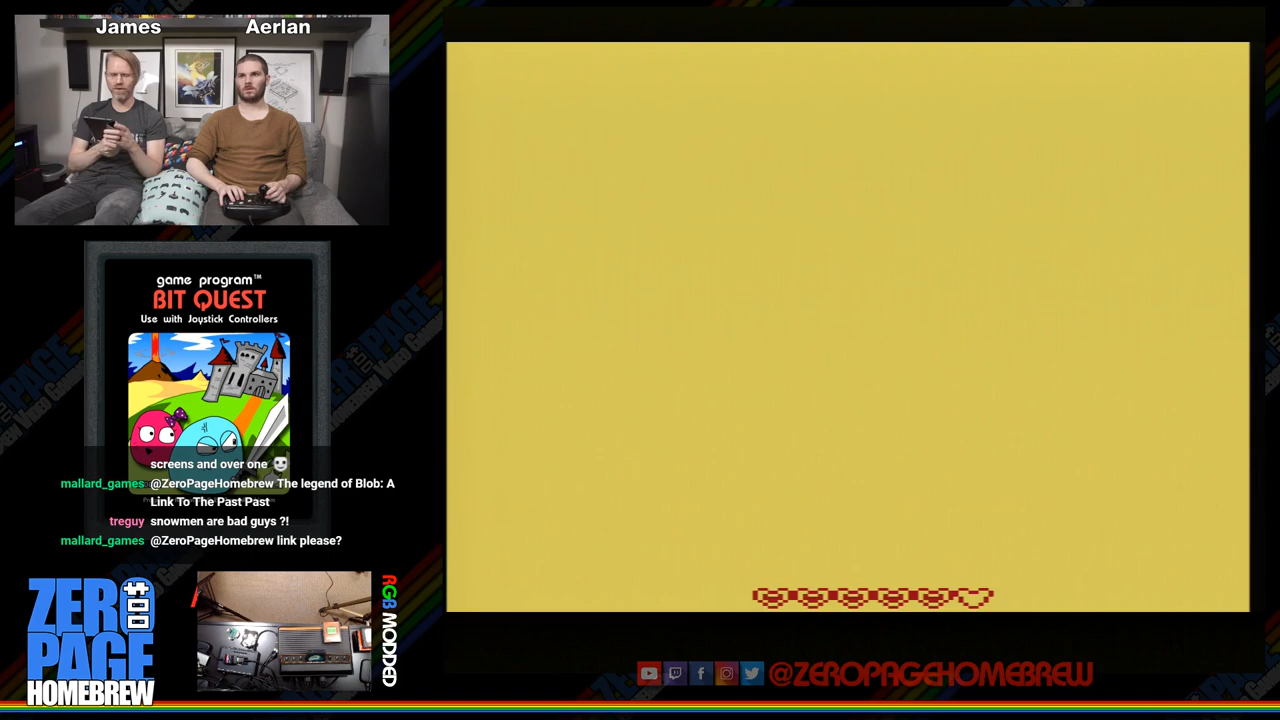 James
Aerlan
game program™
BIT QUEST
Use with Joystick Controllers
screens and over one
mallard_games @ZeroPageHomebrew The legend of Blob: A
Link To The Past Past
treguy snowmen are bad guys ?!
mallard_games @ZeroPageHomebrew link please?
ZERO
PAGE
HOMEBREW
RGB MODDED
@ZEROPAGEHOMEBREW